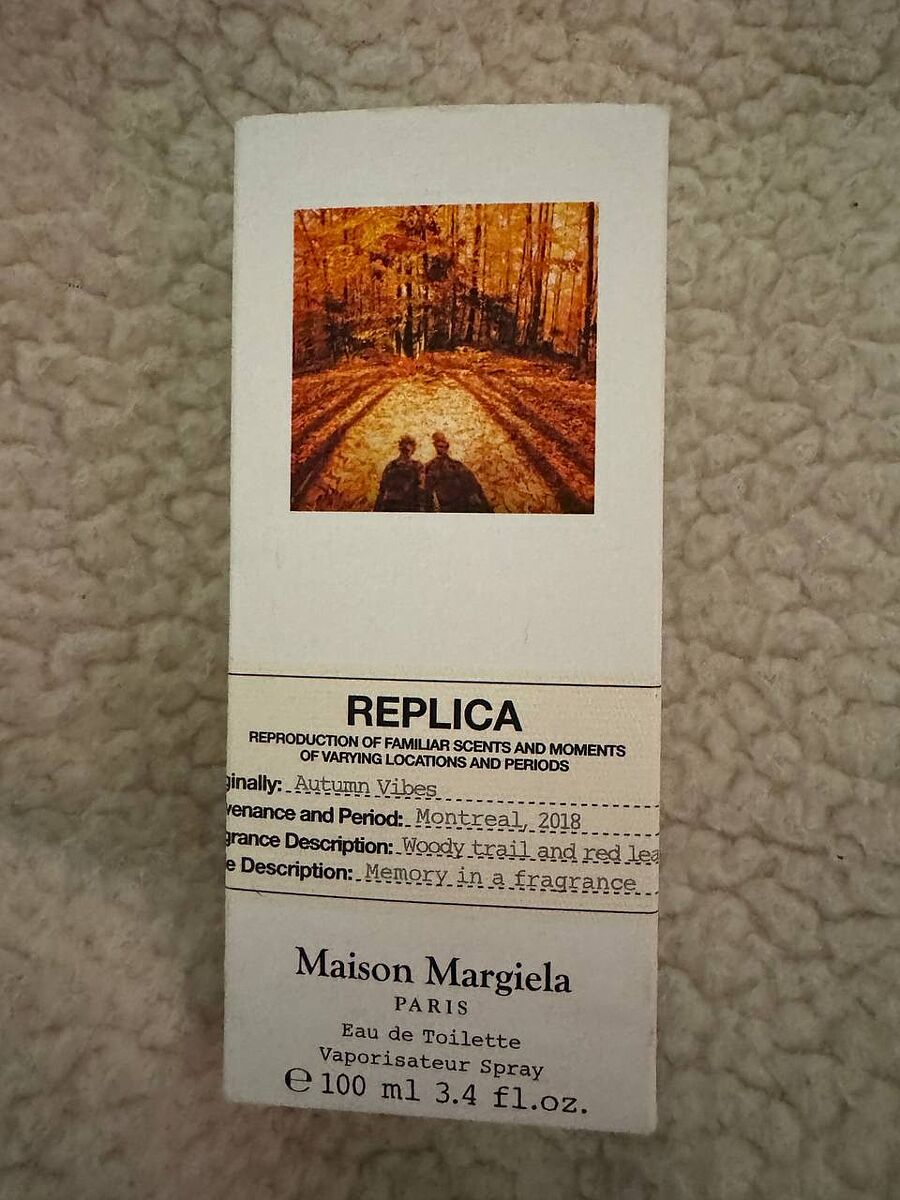 REPLICA
REPRODUCTION OF FAMILIAR SCENTS AND MOMENTS
OF VARYING LOCATIONS AND PERIODS
ginally: Autumn Vibes
venance and Period: Montreal, 2018
grance Description: Woody trail and red lea
e Description: Memory in a fragrance
Maison Margiela
PARIS
Eau de Toilette
Vaporisateur Spray
℮ 100 ml 3.4 fl.oz.